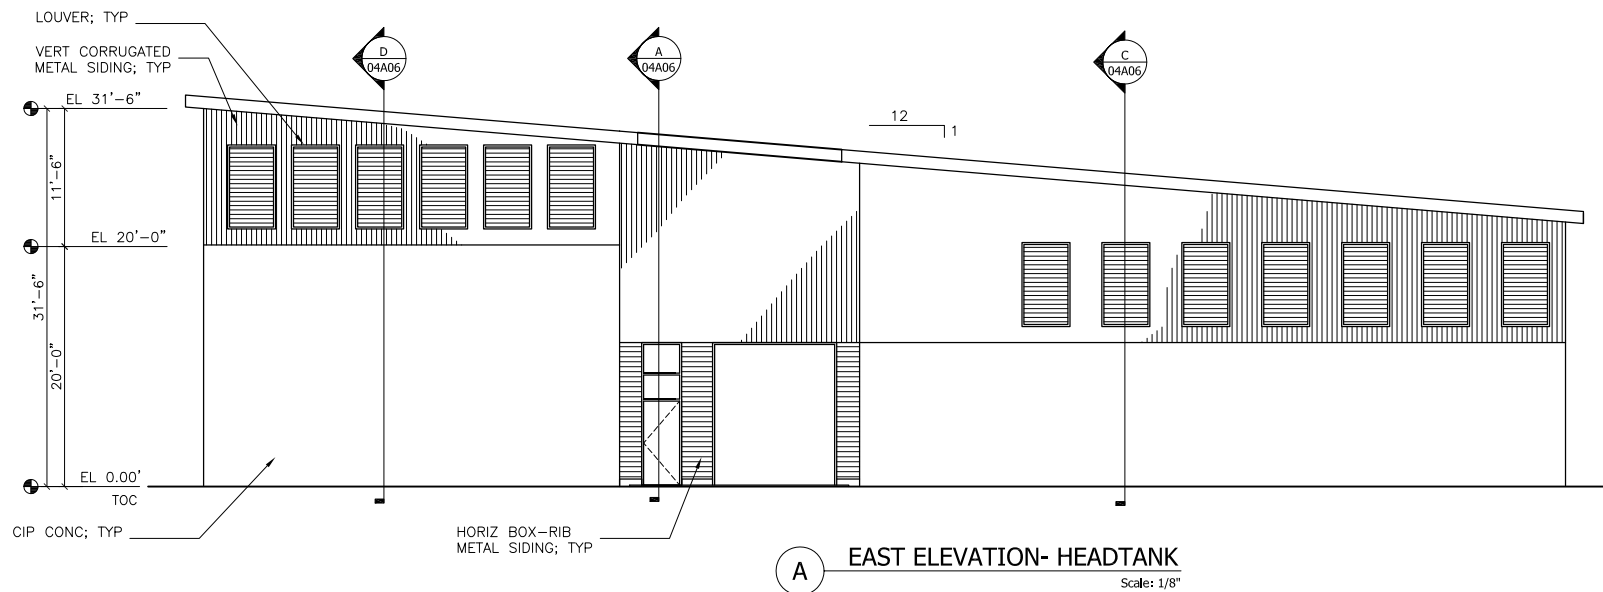 LOUVER; TYP
VERT CORRUGATED
METAL SIDING; TYP
D
04A06
A
04A06
C
04A06
EL 31'-6"
12
1
11'-6"
EL 20'-0"
31'-6"
20'-0"
EL 0.00'
TOC
CIP CONC; TYP
HORIZ BOX-RIB
METAL SIDING; TYP
A
EAST ELEVATION- HEADTANK
Scale: 1/8"